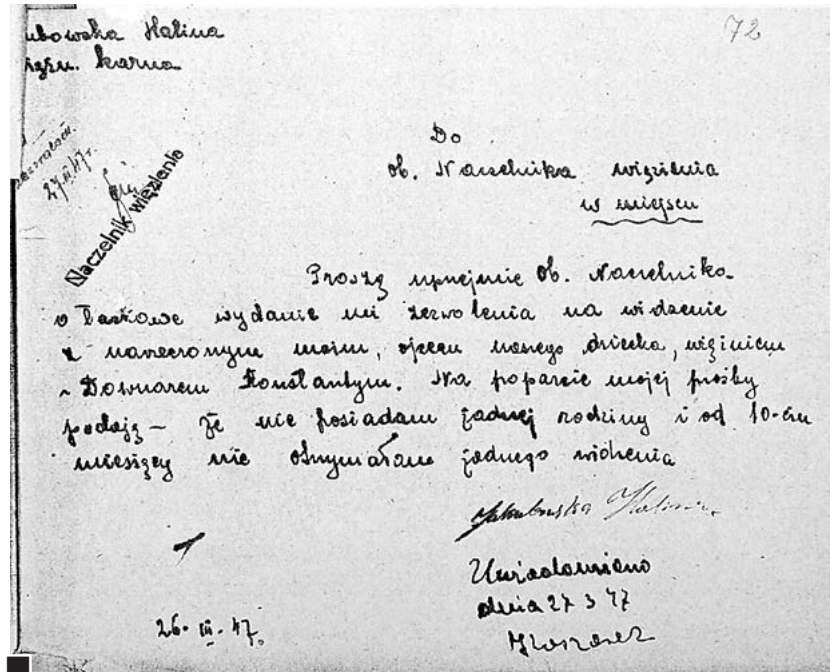 ubowska Halina
karna
72
27 III 47 r.
Naczelnik więzienia
Do
ob. Naczelnika więzienia
w miejscu
Proszę uprzejmie Ob. Naczelnika
o łaskawe wydanie mi zezwolenia na widzenie
z narzeczonym moim, ojcem mego dziecka, więźniem
Downarem Konstantym. Na poparcie mojej prośby
podaję – że nie posiadam żadnej rodziny i od 10-ciu
miesięcy nie otrzymałam żadnego widzenia
Jakubowska Halina
Uwiadomiono
dnia 27 3 47
26. III. 47.